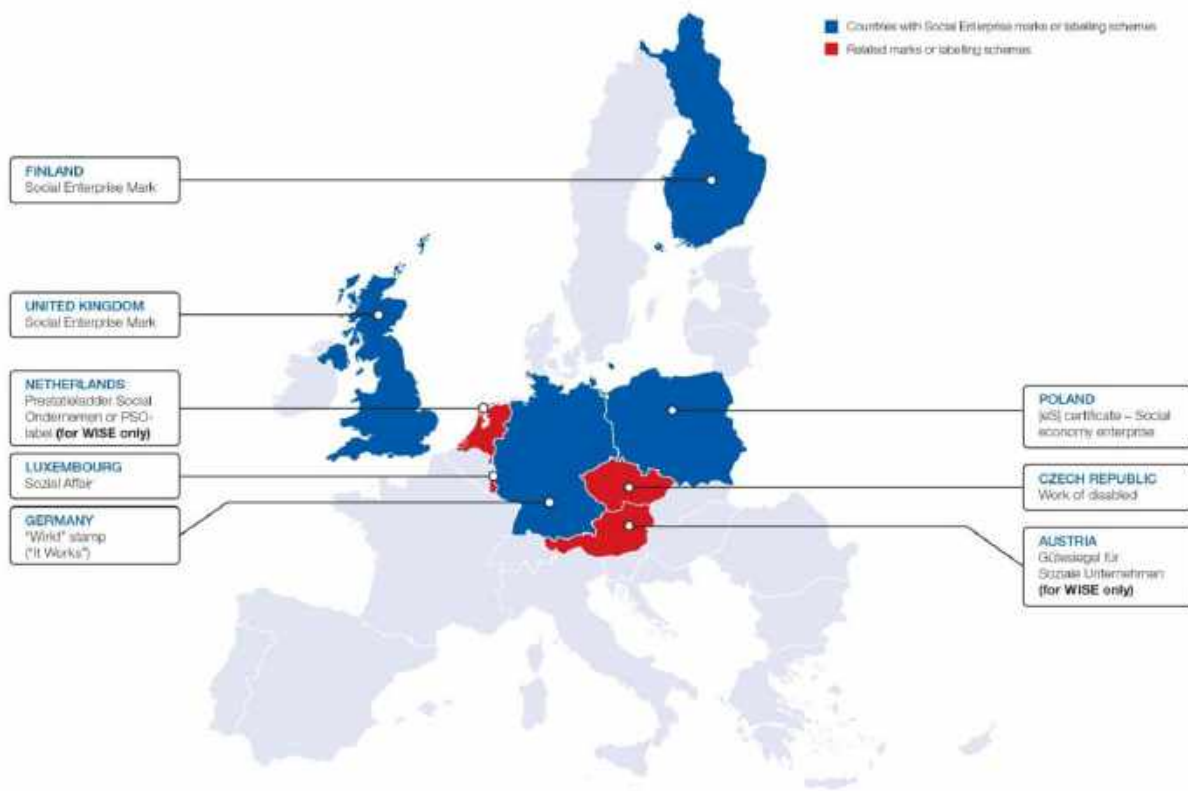 Countries with Social Enterprise marks or labelling schemes
Related marks or labelling schemes
FINLAND
Social Enterprise Mark
UNITED KINGDOM
Social Enterprise Mark
NETHERLANDS
Prestatieladder Social
Ondernemen or PSO-
label (for WISE only)
LUXEMBOURG
Sozial Affair
GERMANY
"Wirkt" stamp
("It Works")
POLAND
[eS] certificate – Social
economy enterprise
CZECH REPUBLIC
Work of disabled
AUSTRIA
Gütesiegel für
Soziale Unternehmen
(for WISE only)